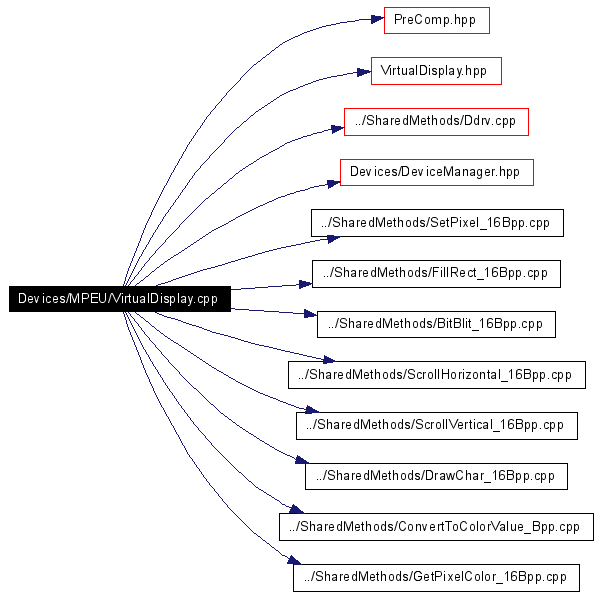 PreComp.hpp
VirtualDisplay.hpp
../SharedMethods/Ddrv.cpp
Devices/DeviceManager.hpp
../SharedMethods/SetPixel_16Bpp.cpp
../SharedMethods/FillRect_16Bpp.cpp
Devices/MPEU/VirtualDisplay.cpp
../SharedMethods/BitBlit_16Bpp.cpp
../SharedMethods/ScrollHorizontal_16Bpp.cpp
../SharedMethods/ScrollVertical_16Bpp.cpp
../SharedMethods/DrawChar_16Bpp.cpp
../SharedMethods/ConvertToColorValue_Bpp.cpp
../SharedMethods/GetPixelColor_16Bpp.cpp